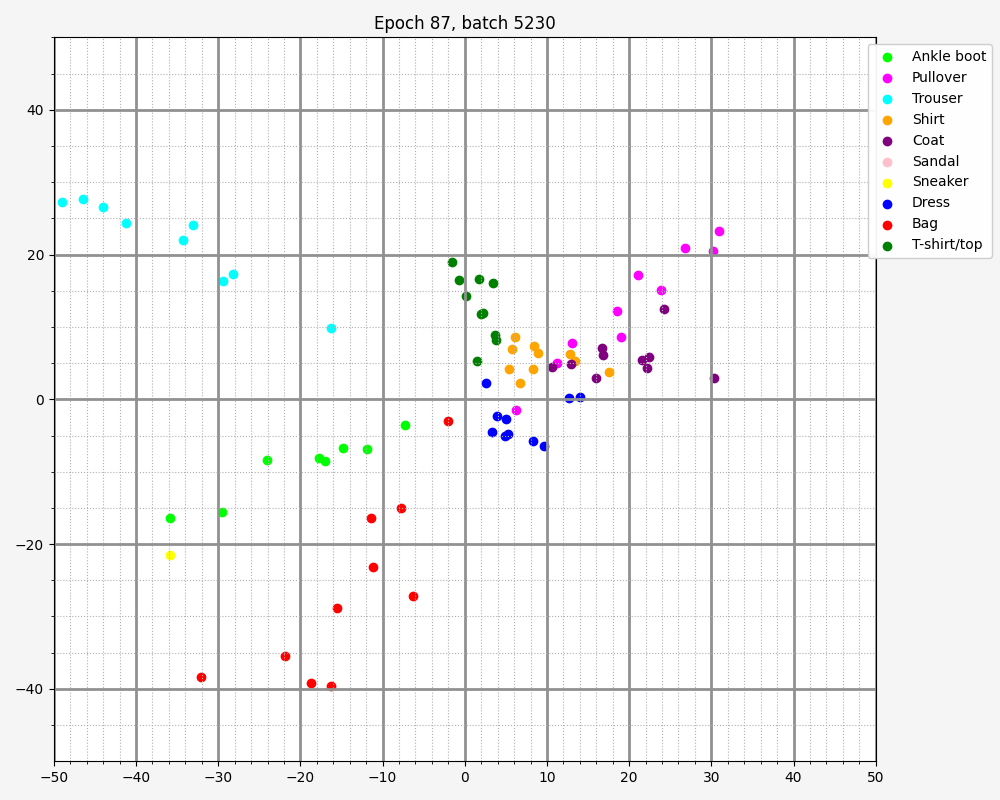 Epoch 87, batch 5230
Ankle boot
Pullover
Trouser
Shirt
Coat
Sandal
Sneaker
Dress
Bag
T-shirt/top
40
20
0
−20
−40
−50 −40 −30 −20 −10 0 10 20 30 40 50